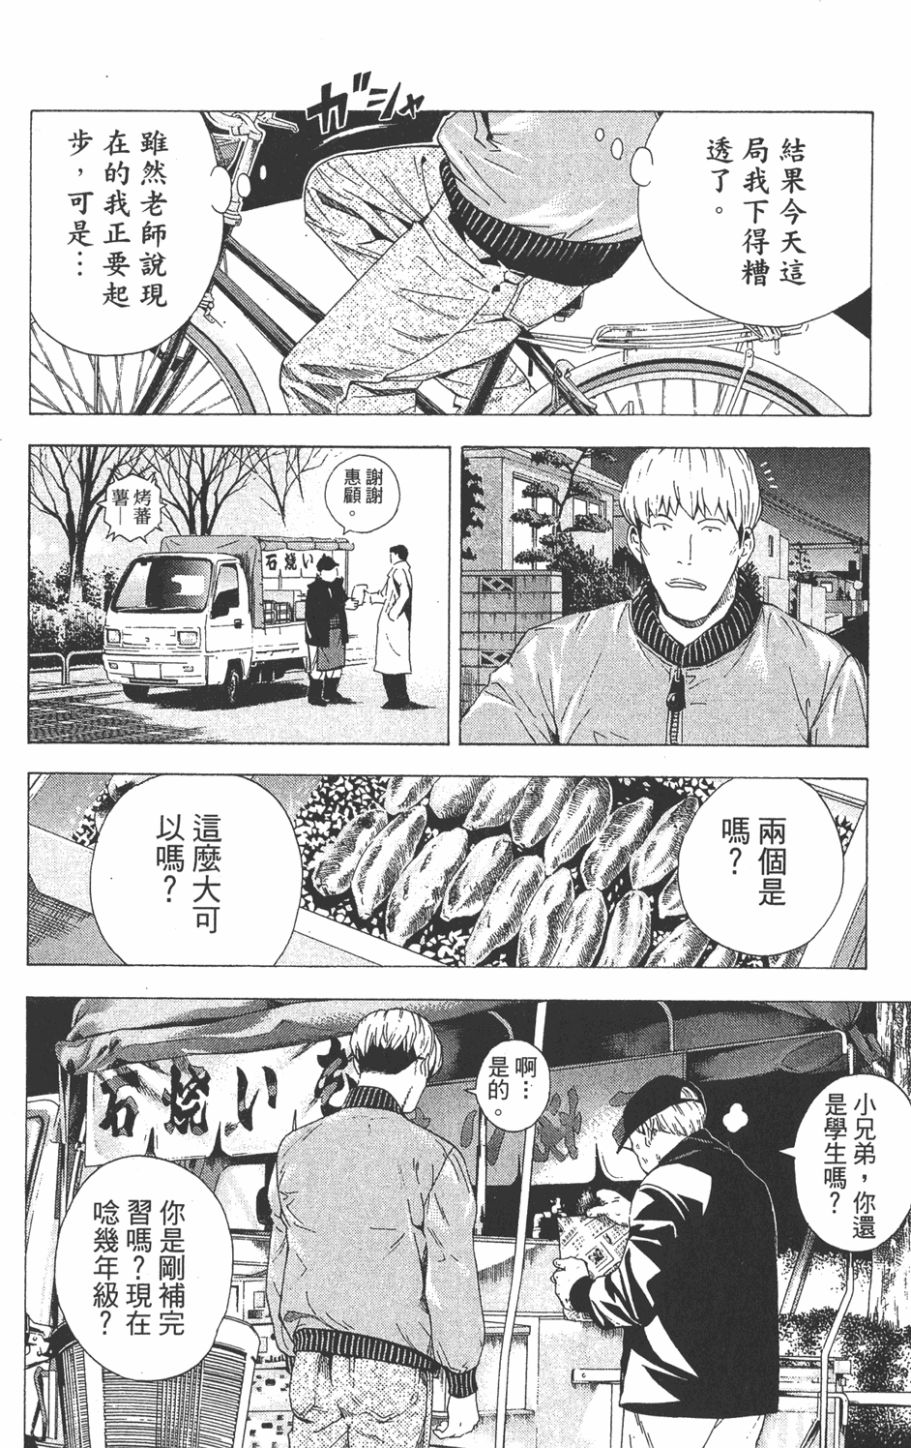 ガシャ
結果今天這
局我下得糟
透了。
雖然老師說現
在的我正要起
步，可是…
謝謝
惠顧。
烤蕃
薯—
石焼い
兩個是
嗎？
這麼大可
以嗎？
小兄弟，你還
是學生嗎？
啊…
是的。
石焼いも
你是剛補完
習嗎？現在
唸幾年級？